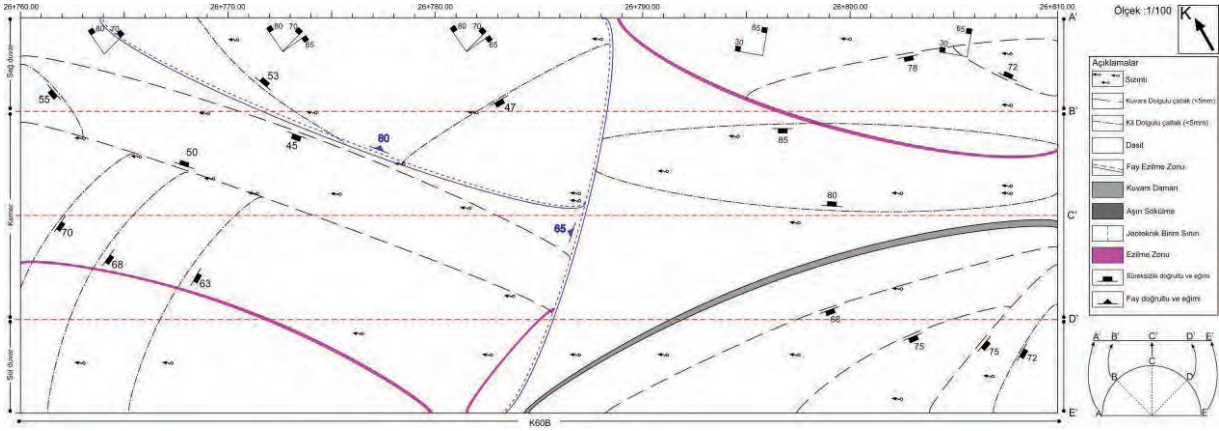 26+760.00 26+770.00 26+780.00 26+790.00 26+800.00 26+810.00
A'
Ölçek :1/100
K
80 70
80 70 65
80 70 65
65 30
65 30
Sağ duvar
55
53
47
78
72
B'
45
80
85
50
80
C'
Kemer
65
70
68
63
D'
68
75
75
72
Sol duvar
E'
K60B
Açıklamalar
Sızıntı
Kuvars Dolgulu çatlak (<5mm)
Kil Dolgulu çatlak (<5mm)
Dasit
Fay Ezilme Zonu
Kuvars Damarı
Aşırı Sökülme
Jeoteknik Birim Sınırı
Ezilme Zonu
Süreksizlik doğrultu ve eğimi
Fay doğrultu ve eğimi
A' B' C' D' E'
C
B D
A E